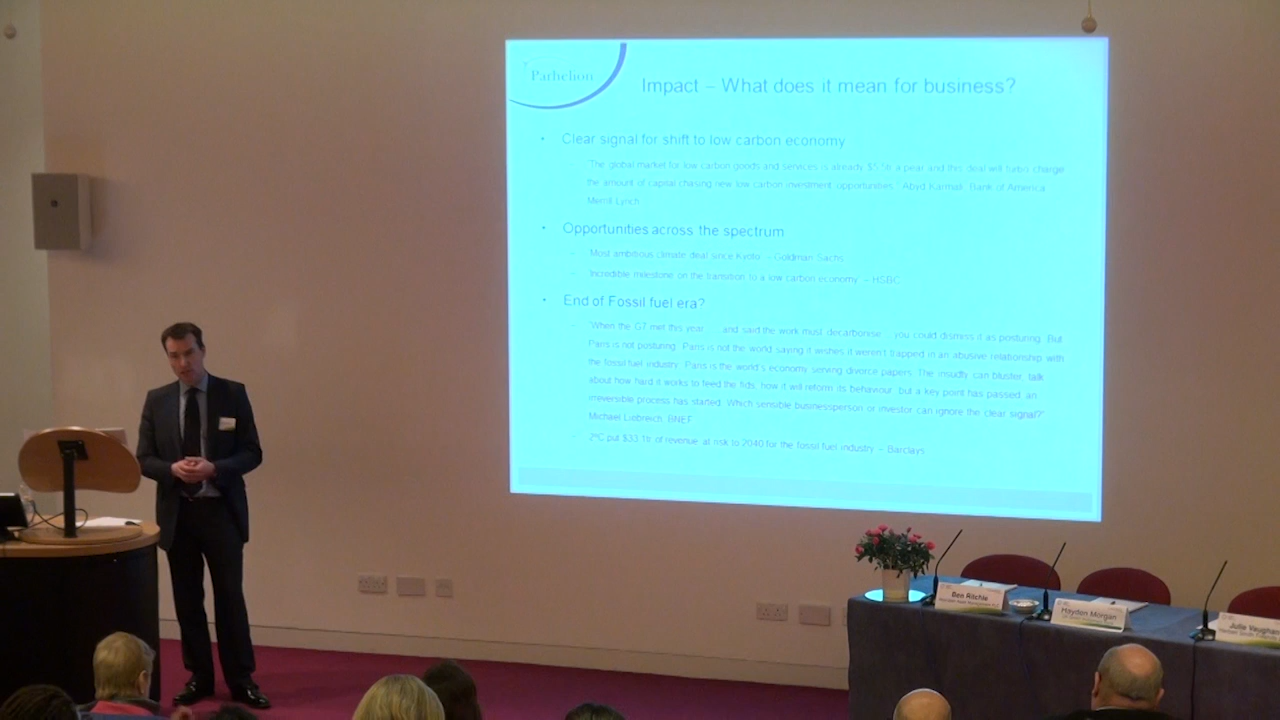 Parhelion
Impact – What does it mean for business?
• Clear signal for shift to low carbon economy
– 'The global market for low carbon goods and services is already $5.5tr a year and this deal will turbo charge
the amount of capital chasing new low carbon investment opportunities.' Abyd Karmali, Bank of America
Merrill Lynch
• Opportunities across the spectrum
– 'Most ambitious climate deal since Kyoto' – Goldman Sachs
– 'Incredible milestone on the transition to a low carbon economy' – HSBC
• End of Fossil fuel era?
– "When the G7 met this year ... and said the work must decarbonise... you could dismiss it as posturing. But
Paris is not posturing. Paris is not the world saying it wishes it weren't trapped in an abusive relationship with
the fossil fuel industry: Paris is the world's economy serving divorce papers. The insudty can bluster, talk
about how hard it works to feed the fids, how it will reform its behaviour, but a key point has passed, an
irreversible process has started. Which sensible businessperson or investor can ignore the clear signal?"
Michael Liebreich, BNEF
– 2ºC put $33.1tr of revenue at risk to 2040 for the fossil fuel industry – Barclays
Ben Ritchie
Haydon Morgan
Julie Vaugha